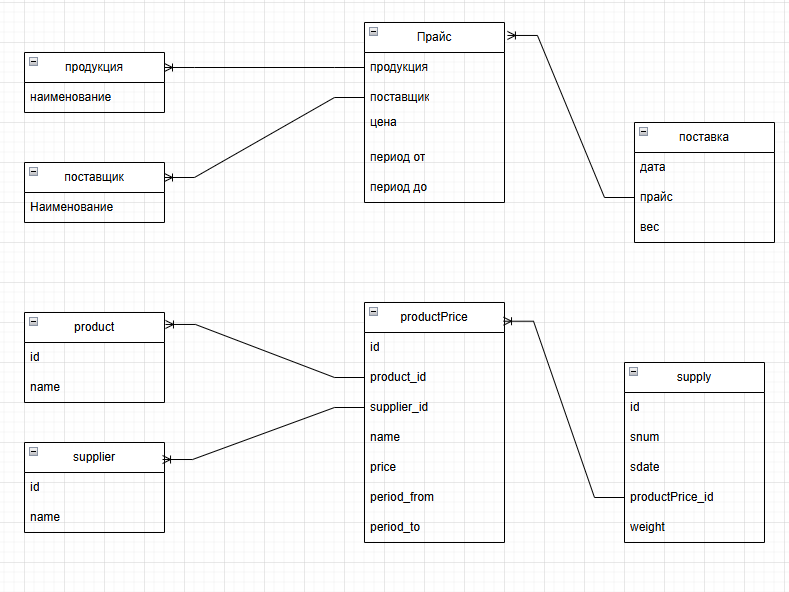 Прайс
продукция
поставщик
цена
период от
период до
продукция
наименование
поставщик
Наименование
поставка
дата
прайс
вес
product
id
name
supplier
id
name
productPrice
id
product_id
supplier_id
name
price
period_from
period_to
supply
id
snum
sdate
productPrice_id
weight